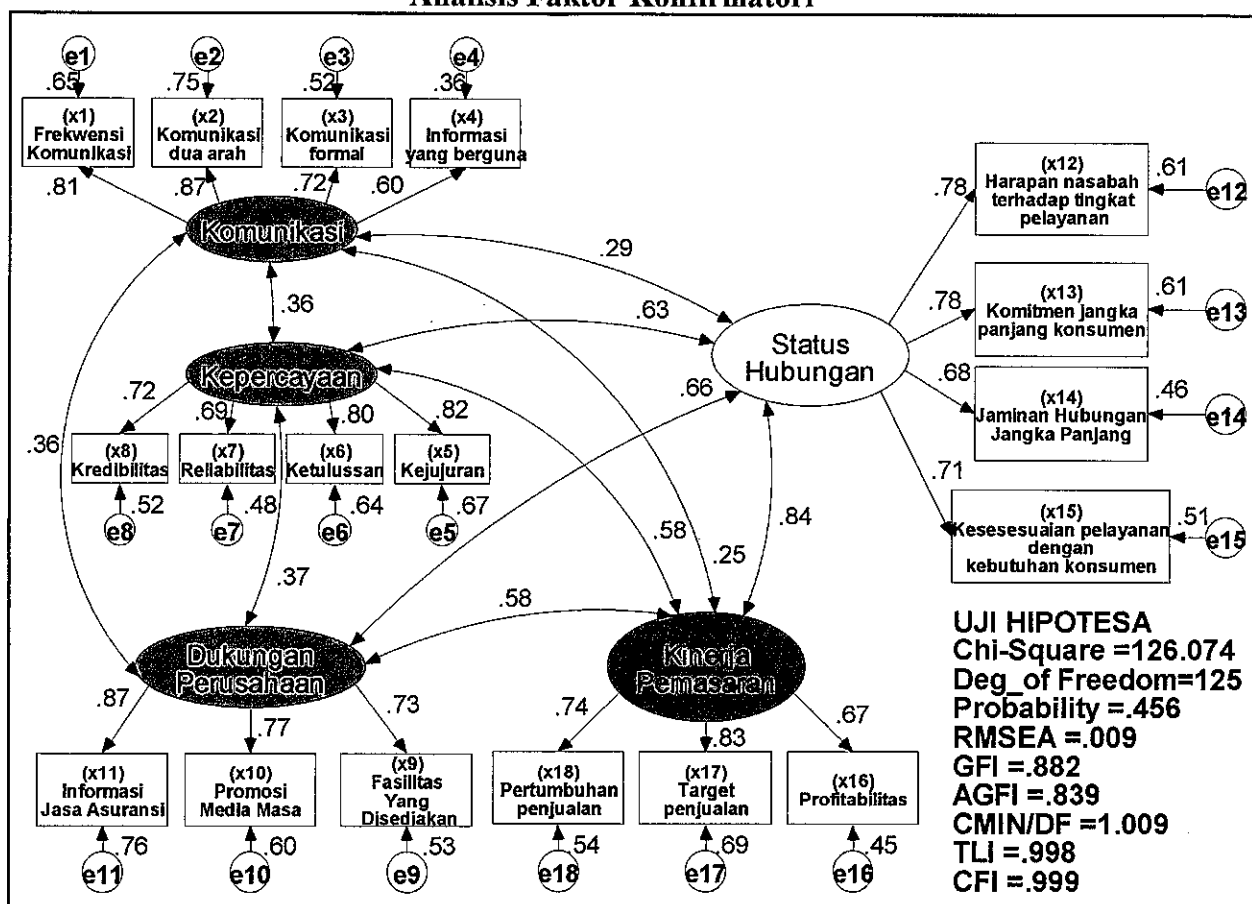 Analisis Faktor Konfirmatori
e1
e2
e3
e4
.65
.75
.52
.36
(x1)
Frekwensi
Komunikasi
(x2)
Komunikasi
dua arah
(x3)
Komunikasi
formal
(x4)
Informasi
yang berguna
.81
.87
.72
.60
Komunikasi
(x12)
Harapan nasabah
terhadap tingkat
pelayanan
.61
e12
.78
.29
.36
.63
(x13)
Komitmen jangka
panjang konsumen
.61
e13
.78
Status
Hubungan
Kepercayaan
.66
.68
(x14)
Jaminan Hubungan
Jangka Panjang
.46
e14
.72
.69
.80
.82
.36
(x8)
Kredibilitas
(x7)
Reliabilitas
(x6)
Ketulussan
(x5)
Kejujuran
.71
.52
.48
.64
.67
e8
e7
e6
e5
.58
.84
.25
(x15)
Kesesesuaian pelayanan
dengan
kebutuhan konsumen
.51
e15
.37
.58
Dukungan
Perusahaan
Kinerja
Pemasaran
.87
.77
.73
.74
.83
.67
(x11)
Informasi
Jasa Asuransi
(x10)
Promosi
Media Masa
(x9)
Fasilitas
Yang
Disediakan
(x18)
Pertumbuhan
penjualan
(x17)
Target
penjualan
(x16)
Profitabilitas
.76
.60
.53
.54
.69
.45
e11
e10
e9
e18
e17
e16
UJI HIPOTESA
Chi-Square =126.074
Deg_of Freedom=125
Probability =.456
RMSEA =.009
GFI =.882
AGFI =.839
CMIN/DF =1.009
TLI =.998
CFI =.999